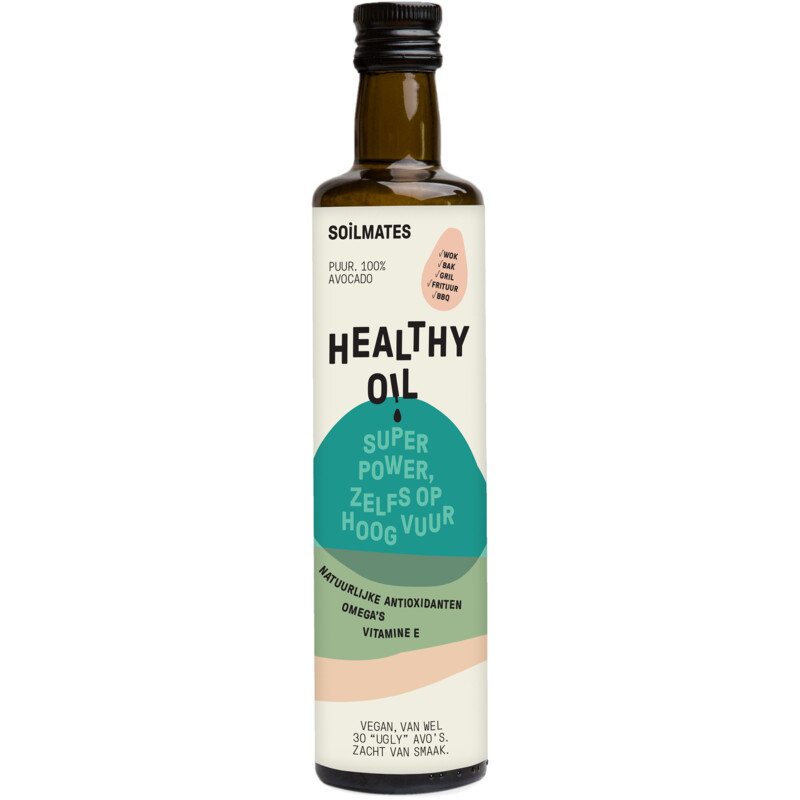 SOiLMATES
PUUR. 100%
AVOCADO
√WOK
√BAK
√GRIL
√FRITUUR
√BBQ
HEALTHY
OIL
SUPER
POWER,
ZELFS OP
HOOG VUUR
NATUURLIJKE ANTIOXIDANTEN
OMEGA'S
VITAMINE E
VEGAN, VAN WEL
30 "UGLY" AVO'S.
ZACHT VAN SMAAK.